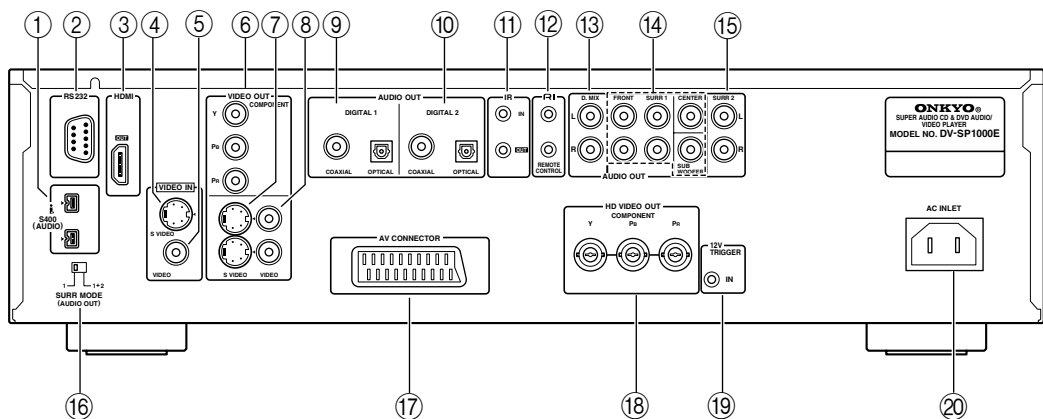 ① ② ③ ④ ⑤ ⑥ ⑦ ⑧ ⑨ ⑩ ⑪ ⑫ ⑬ ⑭ ⑮
RS232
HDMI
OUT
S400
(AUDIO)
1 1+2
SURR MODE
(AUDIO OUT)
VIDEO IN
S VIDEO
VIDEO
VIDEO OUT
COMPONENT
Y
PB
PR
S VIDEO VIDEO
AUDIO OUT
DIGITAL 1 DIGITAL 2
COAXIAL OPTICAL COAXIAL OPTICAL
IR
IN
OUT
RI
REMOTE
CONTROL
D. MIX FRONT SURR 1 CENTER SURR 2
L L
R R
SUB
WOOFER
AUDIO OUT
AV CONNECTOR
HD VIDEO OUT
COMPONENT
Y PB PR
12V
TRIGGER
IN
ONKYO®
SUPER AUDIO CD & DVD AUDIO/
VIDEO PLAYER
MODEL NO. DV-SP1000E
AC INLET
⑯ ⑰ ⑱ ⑲ ⑳